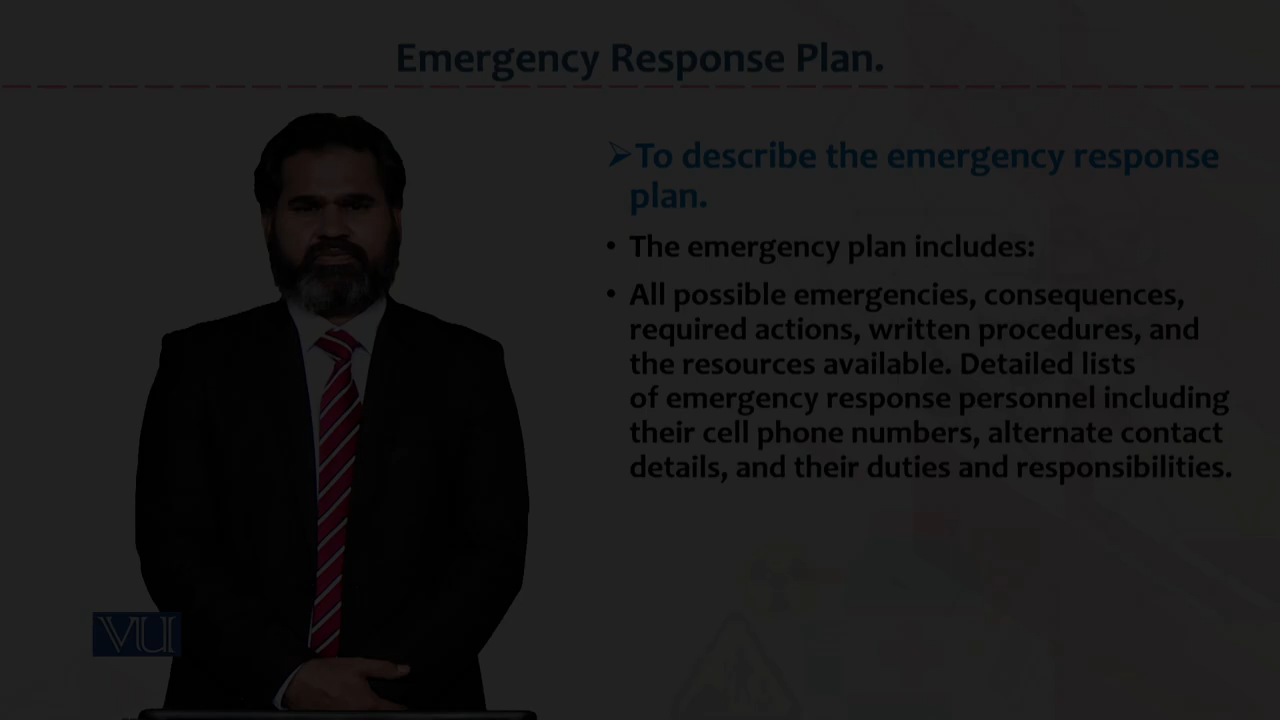 Emergency Response Plan.
➢To describe the emergency response
plan.
• The emergency plan includes:
• All possible emergencies, consequences,
required actions, written procedures, and
the resources available. Detailed lists
of emergency response personnel including
their cell phone numbers, alternate contact
details, and their duties and responsibilities.
VU